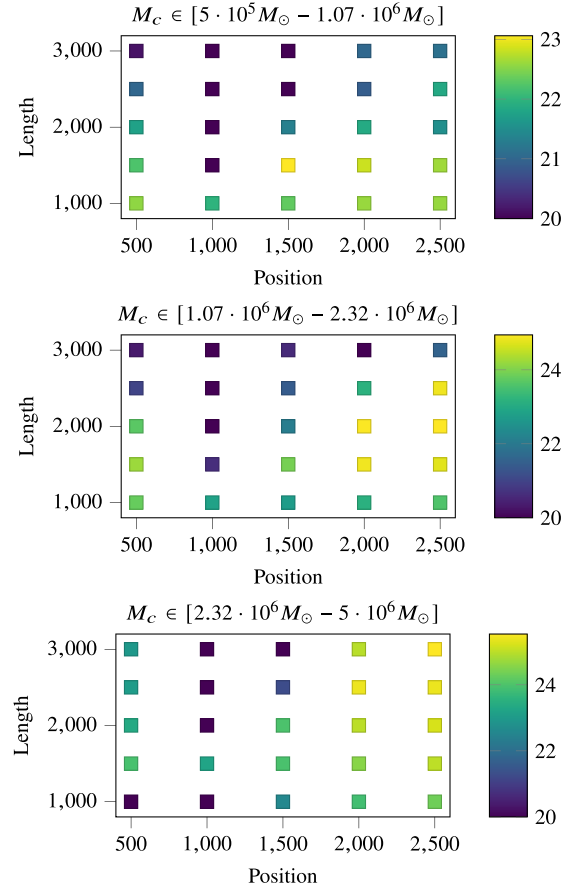 M_c ∈ [5 · 10^5 M_⊙ − 1.07 · 10^6 M_⊙]
3,000
2,000
1,000
Length
500 1,000 1,500 2,000 2,500
Position
23
22
21
20
M_c ∈ [1.07 · 10^6 M_⊙ − 2.32 · 10^6 M_⊙]
3,000
2,000
1,000
Length
500 1,000 1,500 2,000 2,500
Position
24
22
20
M_c ∈ [2.32 · 10^6 M_⊙ − 5 · 10^6 M_⊙]
3,000
2,000
1,000
Length
500 1,000 1,500 2,000 2,500
Position
24
22
20